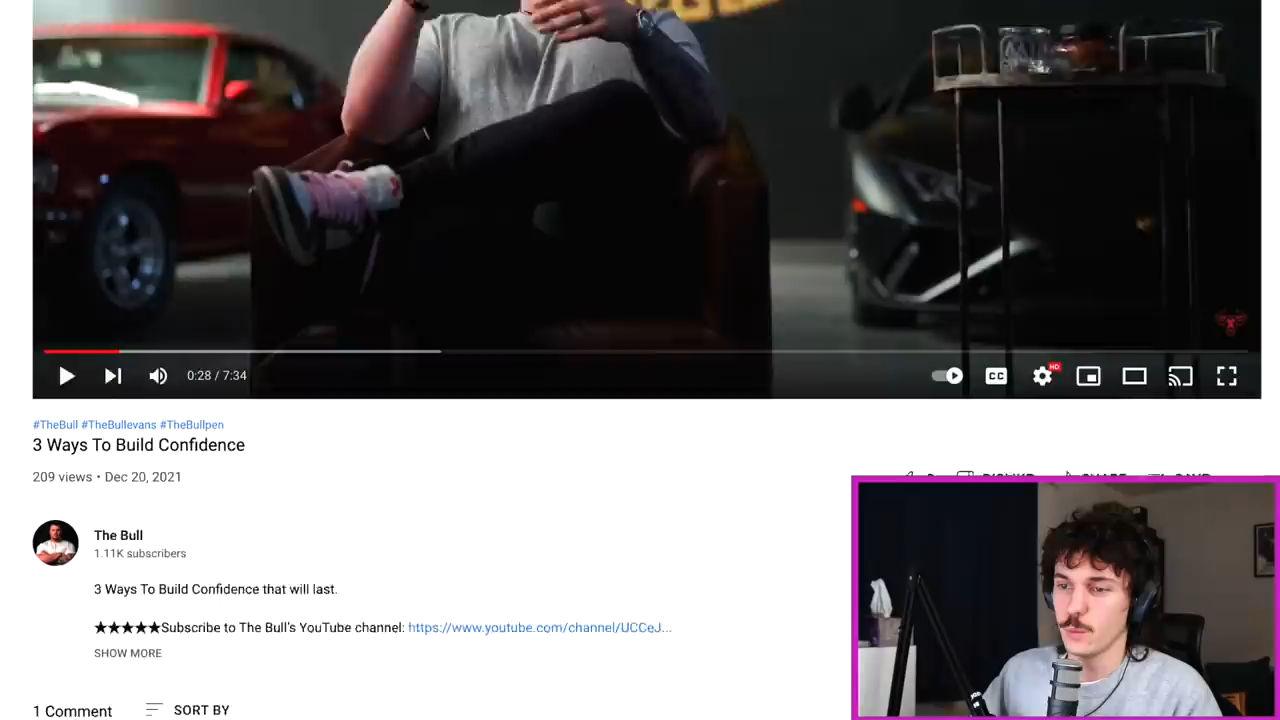 0:28 / 7:34
CC
HD
#TheBull #TheBullevans #TheBullpen
3 Ways To Build Confidence
209 views • Dec 20, 2021
The Bull
1.11K subscribers
3 Ways To Build Confidence that will last.
★★★★★Subscribe to The Bull's YouTube channel: https://www.youtube.com/channel/UCCeJ...
SHOW MORE
1 Comment
SORT BY